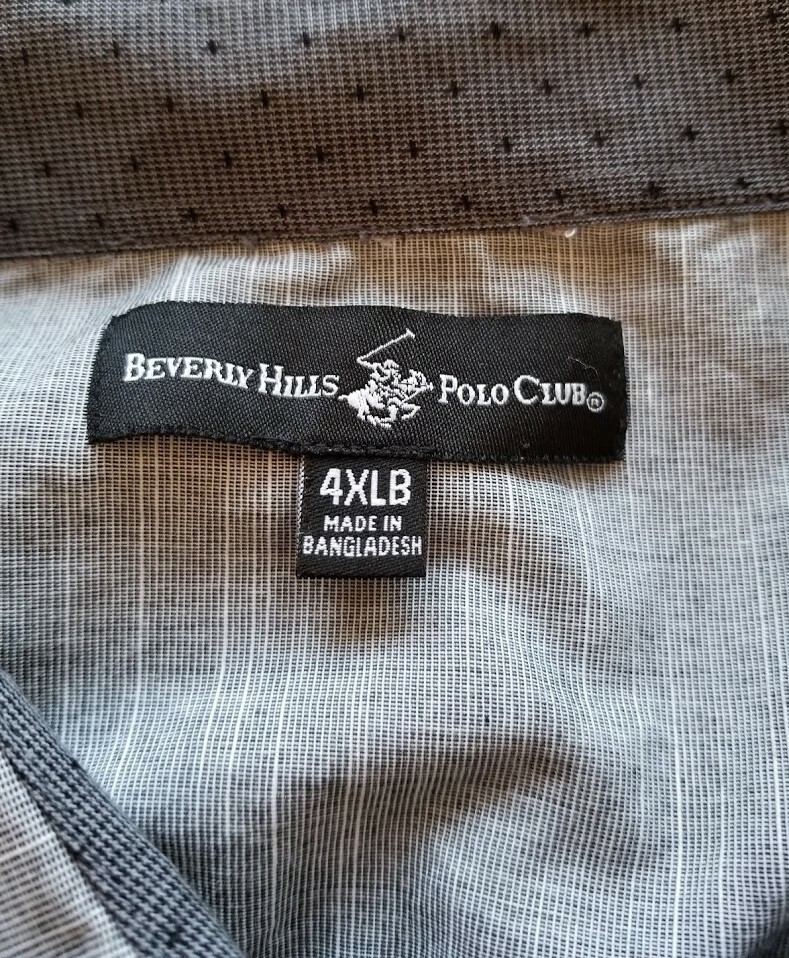 BEVERLY HILLS POLO CLUB®
4XLB
MADE IN
BANGLADESH